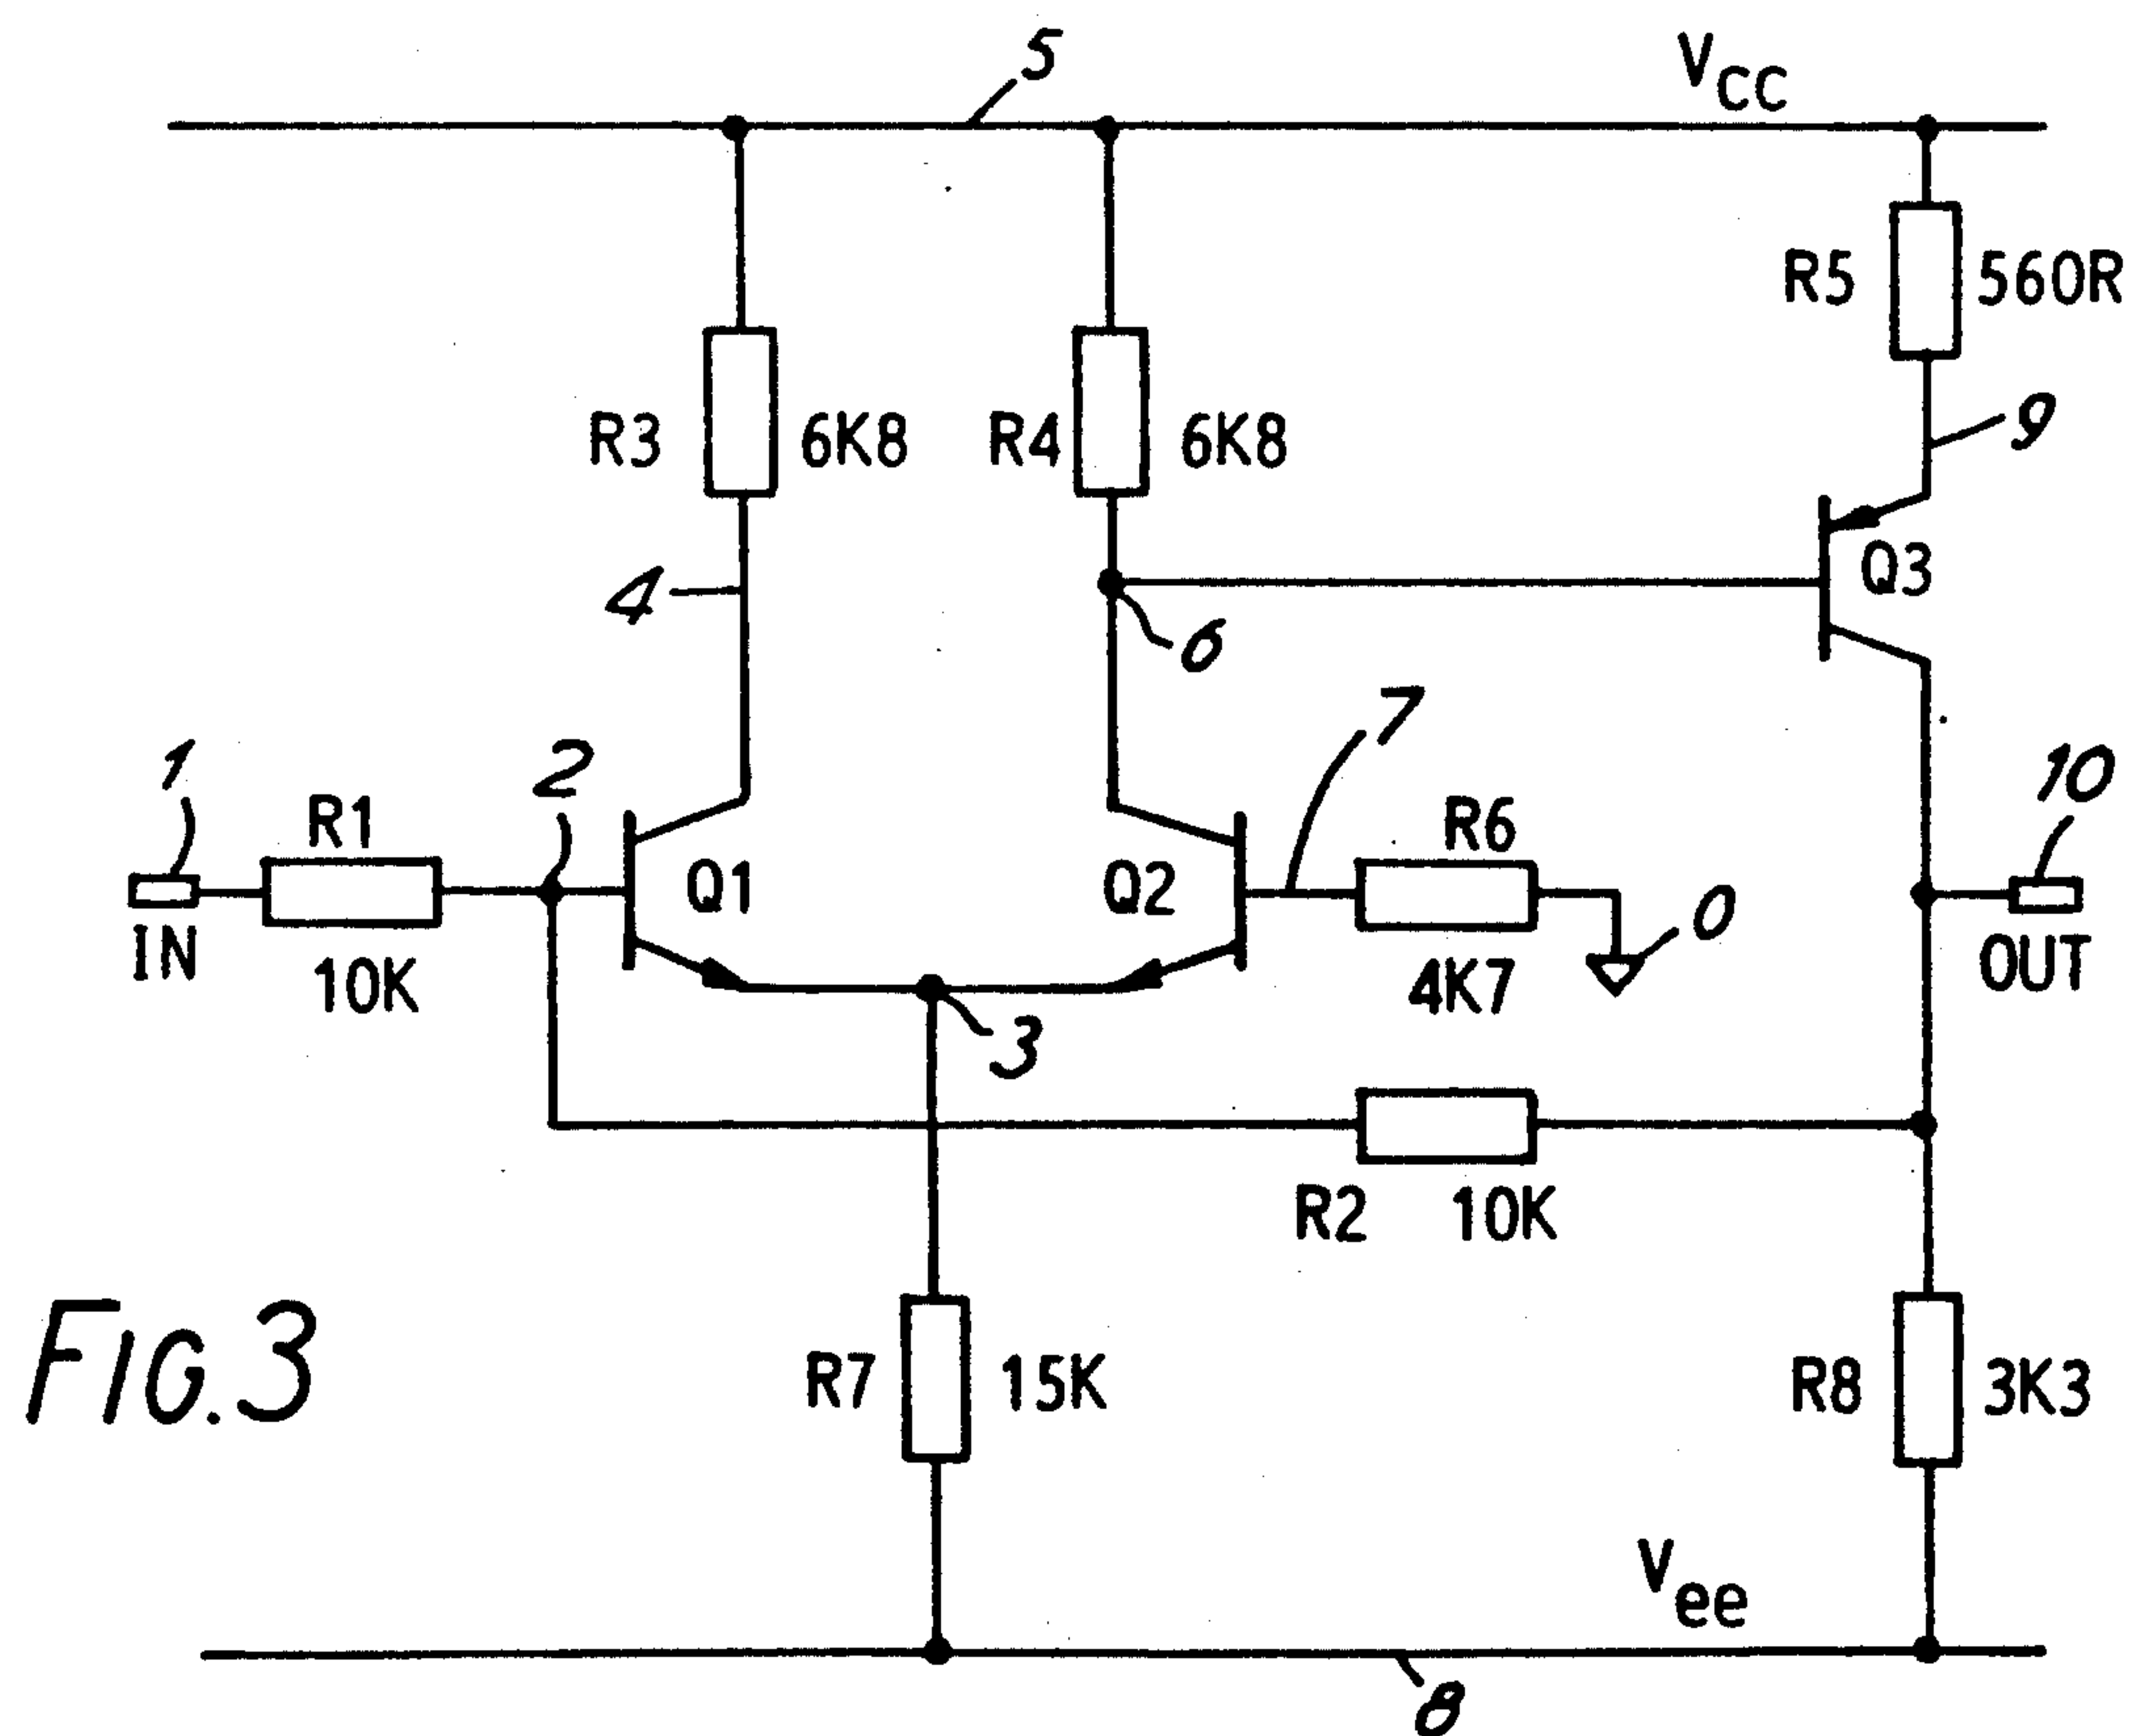 5
Vcc
R5 560R
R3 6K8 R4 6K8
9
Q3
4
6
7
1
2
10
R1
R6
Q1
Q2
0
IN
10K
4K7
OUT
3
R2 10K
FIG.3
R7 15K
R8 3K3
Vee
8